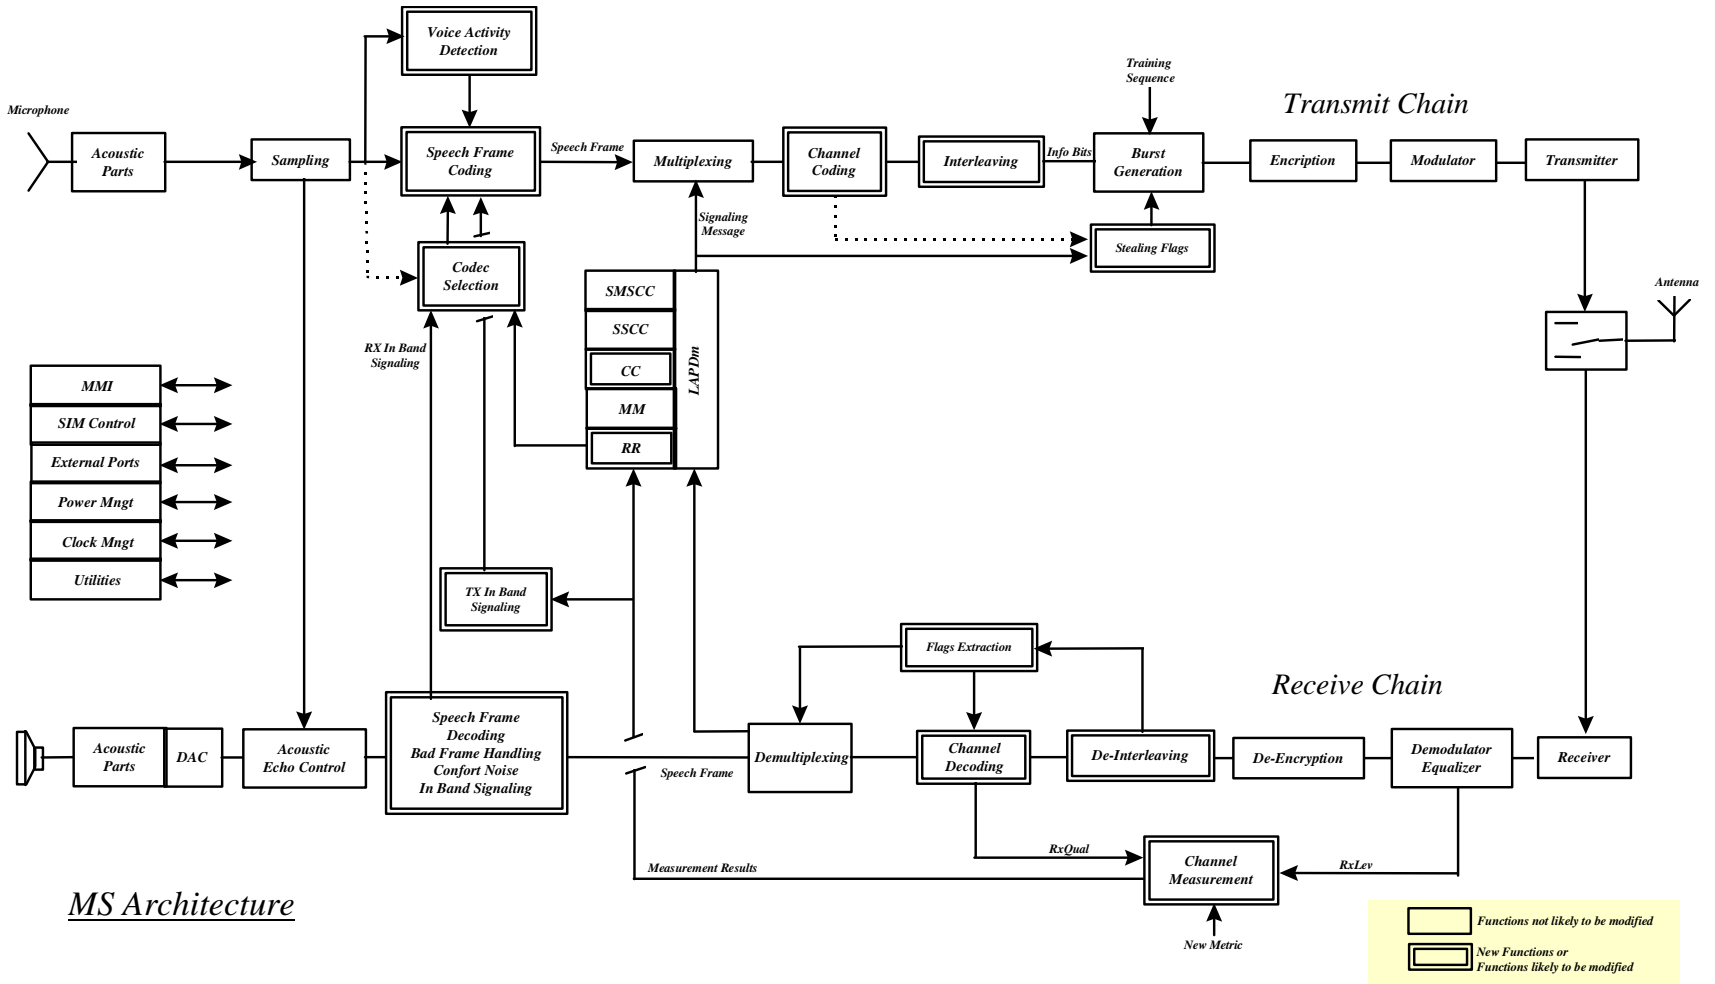 Voice Activity
Detection
Training
Sequence
Transmit Chain
Microphone
Acoustic
Parts
Sampling
Speech Frame
Coding
Speech Frame
Multiplexing
Channel
Coding
Interleaving
Info Bits
Burst
Generation
Encription
Modulator
Transmitter
Signaling
Message
Stealing Flags
Codec
Selection
Antenna
SMSCC
SSCC
CC
MM
RR
LAPDm
RX In Band
Signaling
MMI
SIM Control
External Ports
Power Mngt
Clock Mngt
Utilities
TX In Band
Signaling
Flags Extraction
Receive Chain
Acoustic
Parts
DAC
Acoustic
Echo Control
Speech Frame
Decoding
Bad Frame Handling
Confort Noise
In Band Signaling
Speech Frame
Demultiplexing
Channel
Decoding
De-Interleaving
De-Encryption
Demodulator
Equalizer
Receiver
RxQual
Measurement Results
Channel
Measurement
RxLev
New Metric
MS Architecture
Functions not likely to be modified
New Functions or
Functions likely to be modified